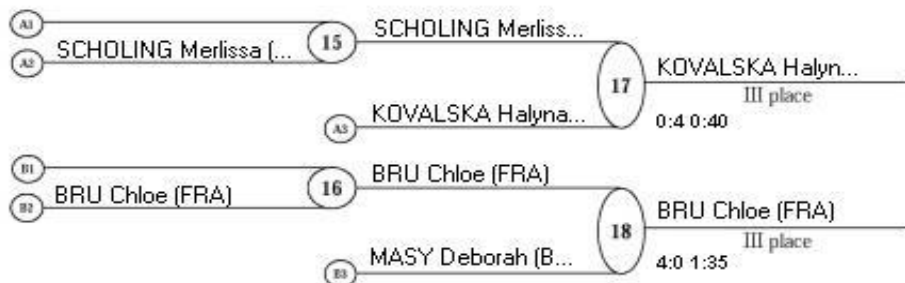 A1
SCHOLING Merlissa (...
A2
15
SCHOLING Merliss...
17
KOVALSKA Halyn...
III place
KOVALSKA Halyna...
A3
0:4 0:40
B1
BRU Chloe (FRA)
B2
16
BRU Chloe (FRA)
18
BRU Chloe (FRA)
III place
MASY Deborah (B...
B3
4:0 1:35